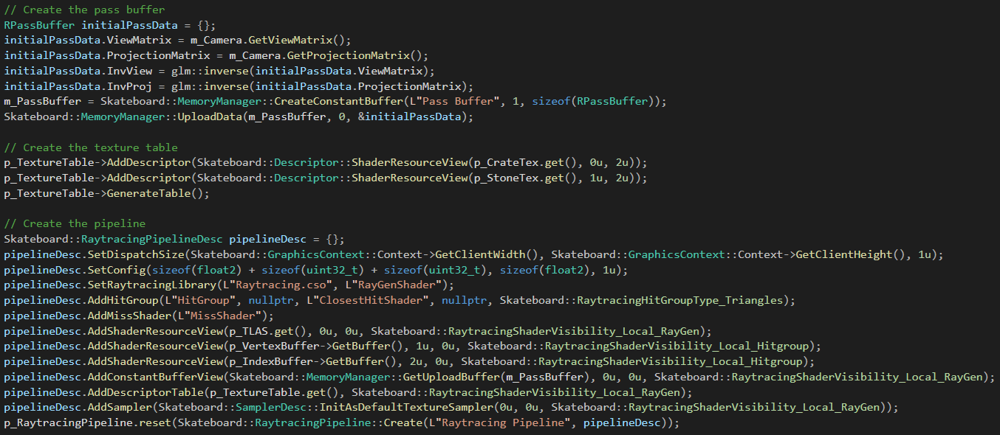 // Create the pass buffer
RPassBuffer initialPassData = {};
initialPassData.ViewMatrix = m_Camera.GetViewMatrix();
initialPassData.ProjectionMatrix = m_Camera.GetProjectionMatrix();
initialPassData.InvView = glm::inverse(initialPassData.ViewMatrix);
initialPassData.InvProj = glm::inverse(initialPassData.ProjectionMatrix);
m_PassBuffer = Skateboard::MemoryManager::CreateConstantBuffer(L"Pass Buffer", 1, sizeof(RPassBuffer));
Skateboard::MemoryManager::UploadData(m_PassBuffer, 0, &initialPassData);

// Create the texture table
p_TextureTable->AddDescriptor(Skateboard::Descriptor::ShaderResourceView(p_CrateTex.get(), 0u, 2u));
p_TextureTable->AddDescriptor(Skateboard::Descriptor::ShaderResourceView(p_StoneTex.get(), 1u, 2u));
p_TextureTable->GenerateTable();

// Create the pipeline
Skateboard::RaytracingPipelineDesc pipelineDesc = {};
pipelineDesc.SetDispatchSize(Skateboard::GraphicsContext::Context->GetClientWidth(), Skateboard::GraphicsContext::Context->GetClientHeight(), 1u);
pipelineDesc.SetConfig(sizeof(float2) + sizeof(uint32_t) + sizeof(uint32_t), sizeof(float2), 1u);
pipelineDesc.SetRaytracingLibrary(L"Raytracing.cso", L"RayGenShader");
pipelineDesc.AddHitGroup(L"HitGroup", nullptr, L"ClosestHitShader", nullptr, Skateboard::RaytracingHitGroupType_Triangles);
pipelineDesc.AddMissShader(L"MissShader");
pipelineDesc.AddShaderResourceView(p_TLAS.get(), 0u, 0u, Skateboard::RaytracingShaderVisibility_Local_RayGen);
pipelineDesc.AddShaderResourceView(p_VertexBuffer->GetBuffer(), 1u, 0u, Skateboard::RaytracingShaderVisibility_Local_Hitgroup);
pipelineDesc.AddShaderResourceView(p_IndexBuffer->GetBuffer(), 2u, 0u, Skateboard::RaytracingShaderVisibility_Local_Hitgroup);
pipelineDesc.AddConstantBufferView(Skateboard::MemoryManager::GetUploadBuffer(m_PassBuffer), 0u, 0u, Skateboard::RaytracingShaderVisibility_Local_RayGen);
pipelineDesc.AddDescriptorTable(p_TextureTable.get(), Skateboard::RaytracingShaderVisibility_Local_RayGen);
pipelineDesc.AddSampler(Skateboard::SamplerDesc::InitAsDefaultTextureSampler(0u, 0u, Skateboard::RaytracingShaderVisibility_Local_RayGen));
p_RaytracingPipeline.reset(Skateboard::RaytracingPipeline::Create(L"Raytracing Pipeline", pipelineDesc));